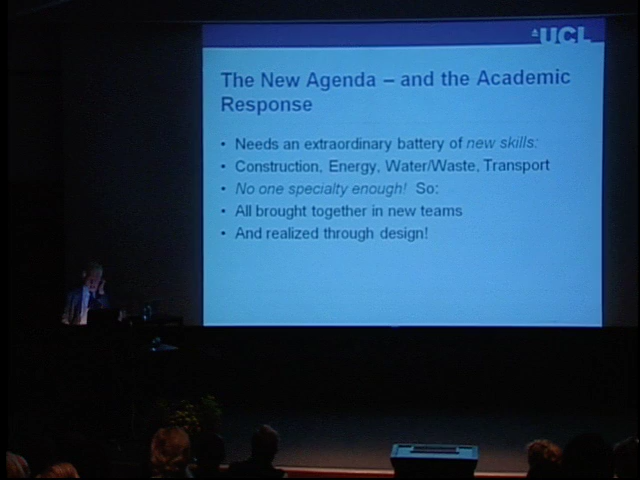 UCL
The New Agenda – and the Academic
Response
• Needs an extraordinary battery of new skills:
• Construction, Energy, Water/Waste, Transport
• No one specialty enough! So:
• All brought together in new teams
• And realized through design!